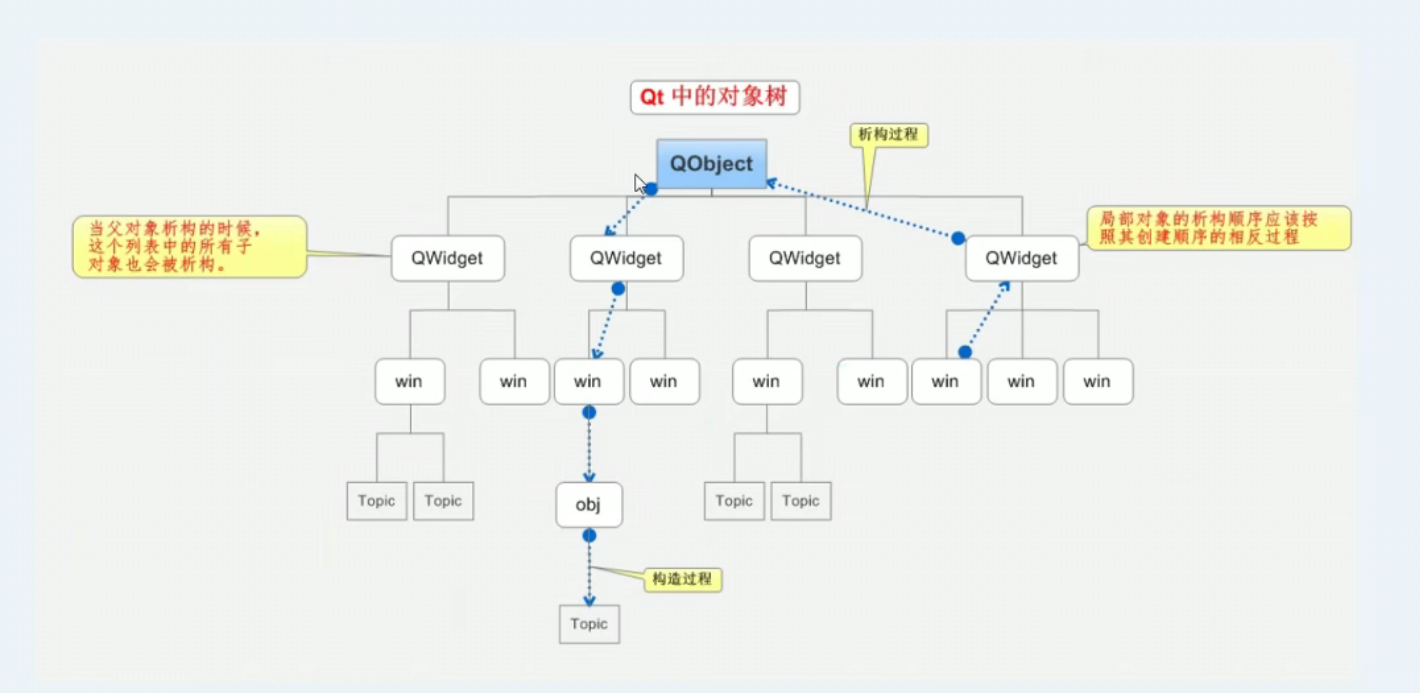 Qt 中的对象树
析构过程
QObject
当父对象析构的时候，
这个列表中的所有子
对象也会被析构。
局部对象的析构顺序应该按
照其创建顺序的相反过程
QWidget
QWidget
QWidget
QWidget
win
win
win
win
win
win
win
win
win
Topic
Topic
obj
Topic
Topic
构造过程
Topic